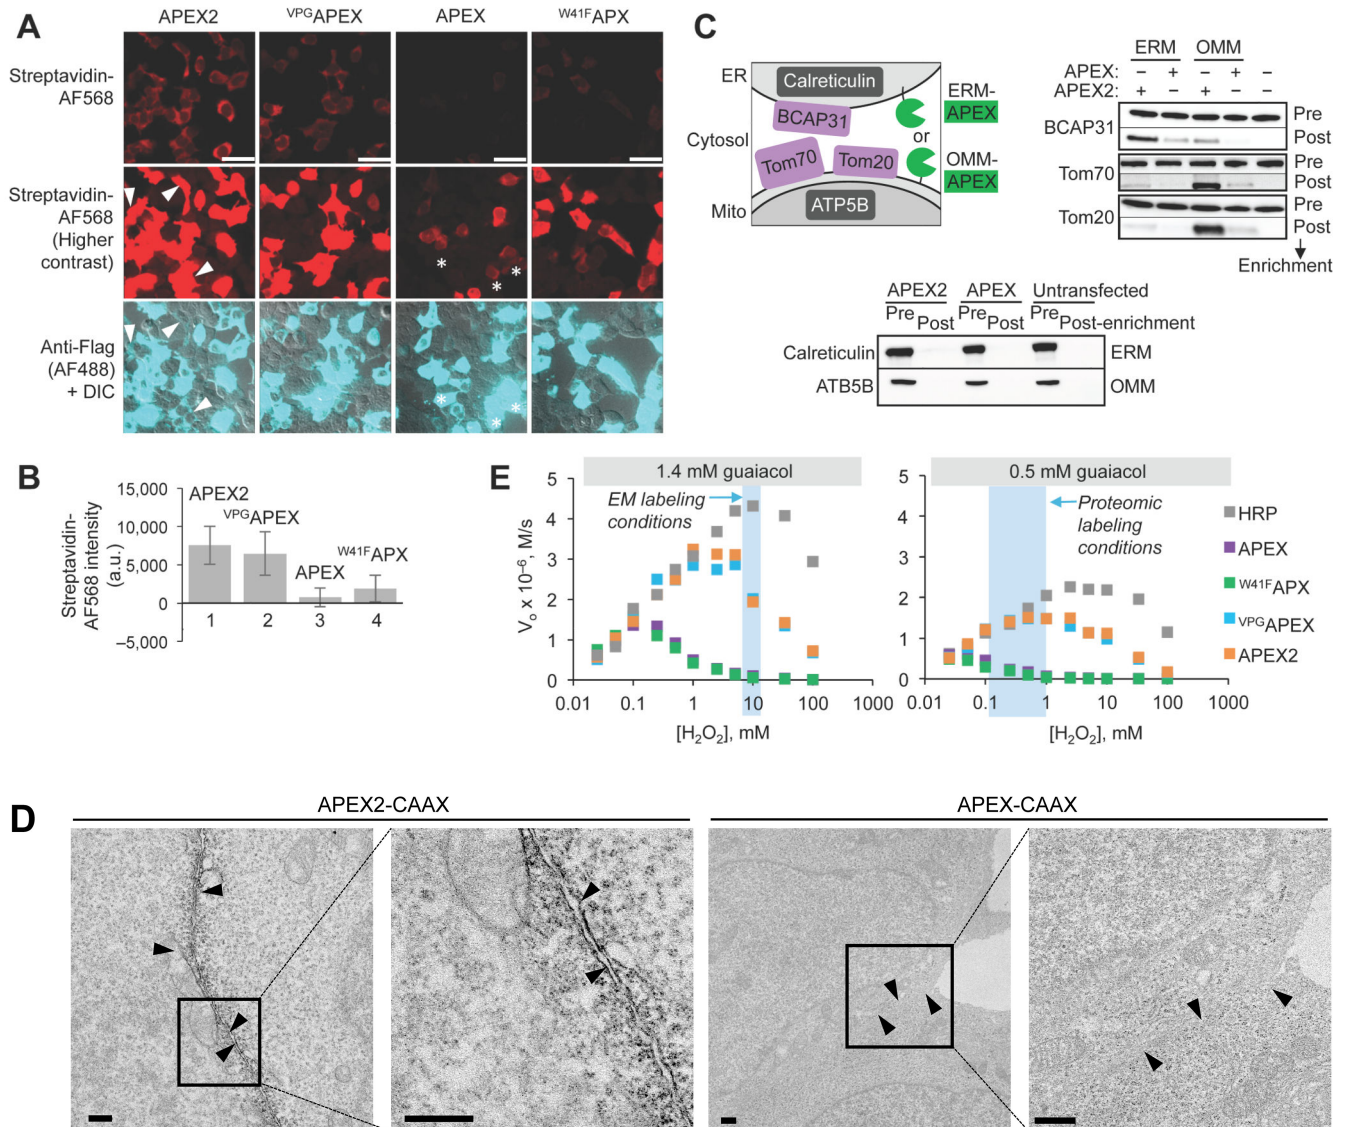 A
APEX2
VPGAPEX
APEX
W41FAPX
Streptavidin-
AF568
Streptavidin-
AF568
(Higher
contrast)
*
*
*
Anti-Flag
(AF488)
+ DIC
*
*
*
B
Streptavidin-
AF568 intensity
(a.u.)
15,000
10,000
5,000
0
–5,000
APEX2
VPGAPEX
APEX
W41FAPX
1
2
3
4
C
ER
Calreticulin
BCAP31
Cytosol
Tom70
Tom20
Mito
ATP5B
ERM-
APEX
or
OMM-
APEX
ERM
OMM
APEX: – + – + –
APEX2: + – + – –
BCAP31
Pre
Post
Tom70
Pre
Post
Tom20
Pre
Post
Enrichment
APEX2
APEX
Untransfected
Pre Post
Pre Post
Pre Post-enrichment
Calreticulin
ERM
ATB5B
OMM
E
1.4 mM guaiacol
EM labeling
conditions
Vo x 10–6, M/s
5
4
3
2
1
0
0.01 0.1 1 10 100 1000
[H2O2], mM
0.5 mM guaiacol
Proteomic
labeling
conditions
5
4
3
2
1
0
0.01 0.1 1 10 100 1000
[H2O2], mM
HRP
APEX
W41FAPX
VPGAPEX
APEX2
D
APEX2-CAAX
APEX-CAAX